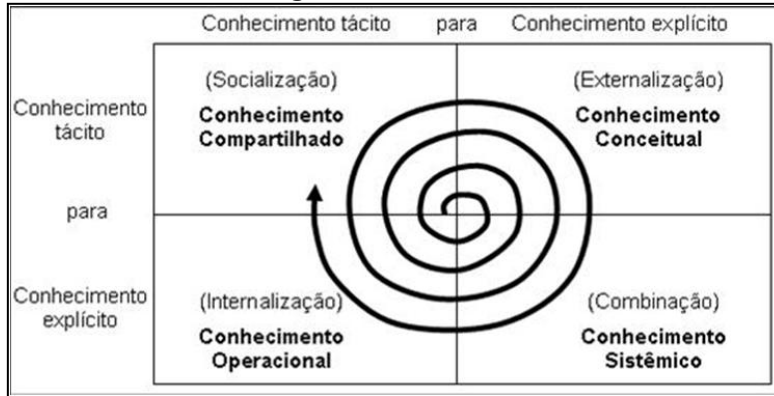 Conhecimento tácito para Conhecimento explícito
(Socialização)
Conhecimento
Compartilhado
(Externalização)
Conhecimento
Conceitual
Conhecimento
tácito
para
Conhecimento
explícito
(Internalização)
Conhecimento
Operacional
(Combinação)
Conhecimento
Sistêmico